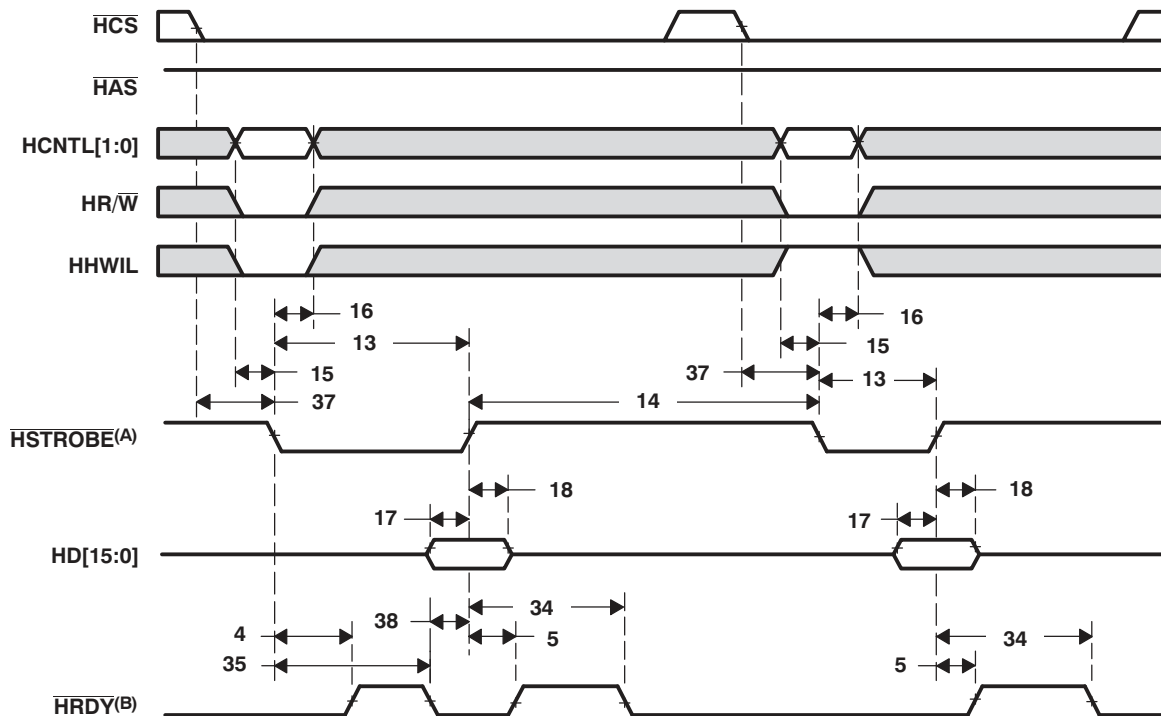 HCS
HAS
HCNTL[1:0]
HR/W
HHWIL
16
16
13
15
15
37
13
37
14
HSTROBE(A)
18
18
17
17
HD[15:0]
34
38
34
4
5
35
5
HRDY(B)